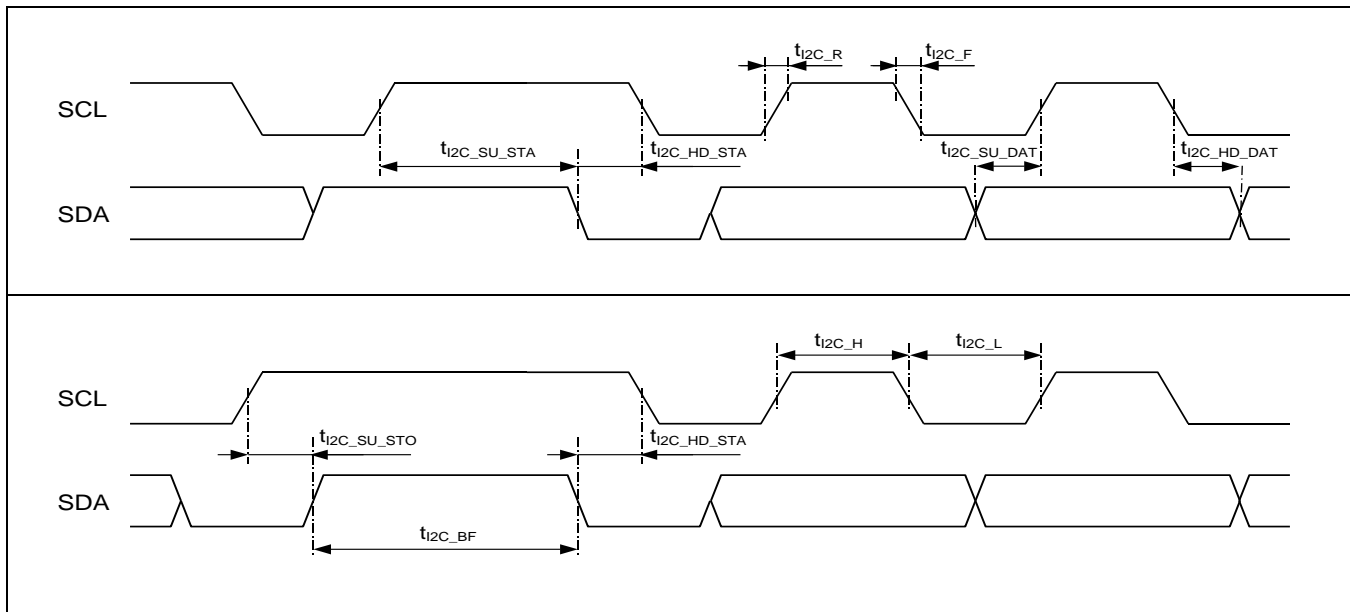 tI2C_R
tI2C_F
SCL
tI2C_SU_STA
tI2C_HD_STA
tI2C_SU_DAT
tI2C_HD_DAT
SDA
tI2C_H
tI2C_L
SCL
tI2C_SU_STO
tI2C_HD_STA
SDA
tI2C_BF